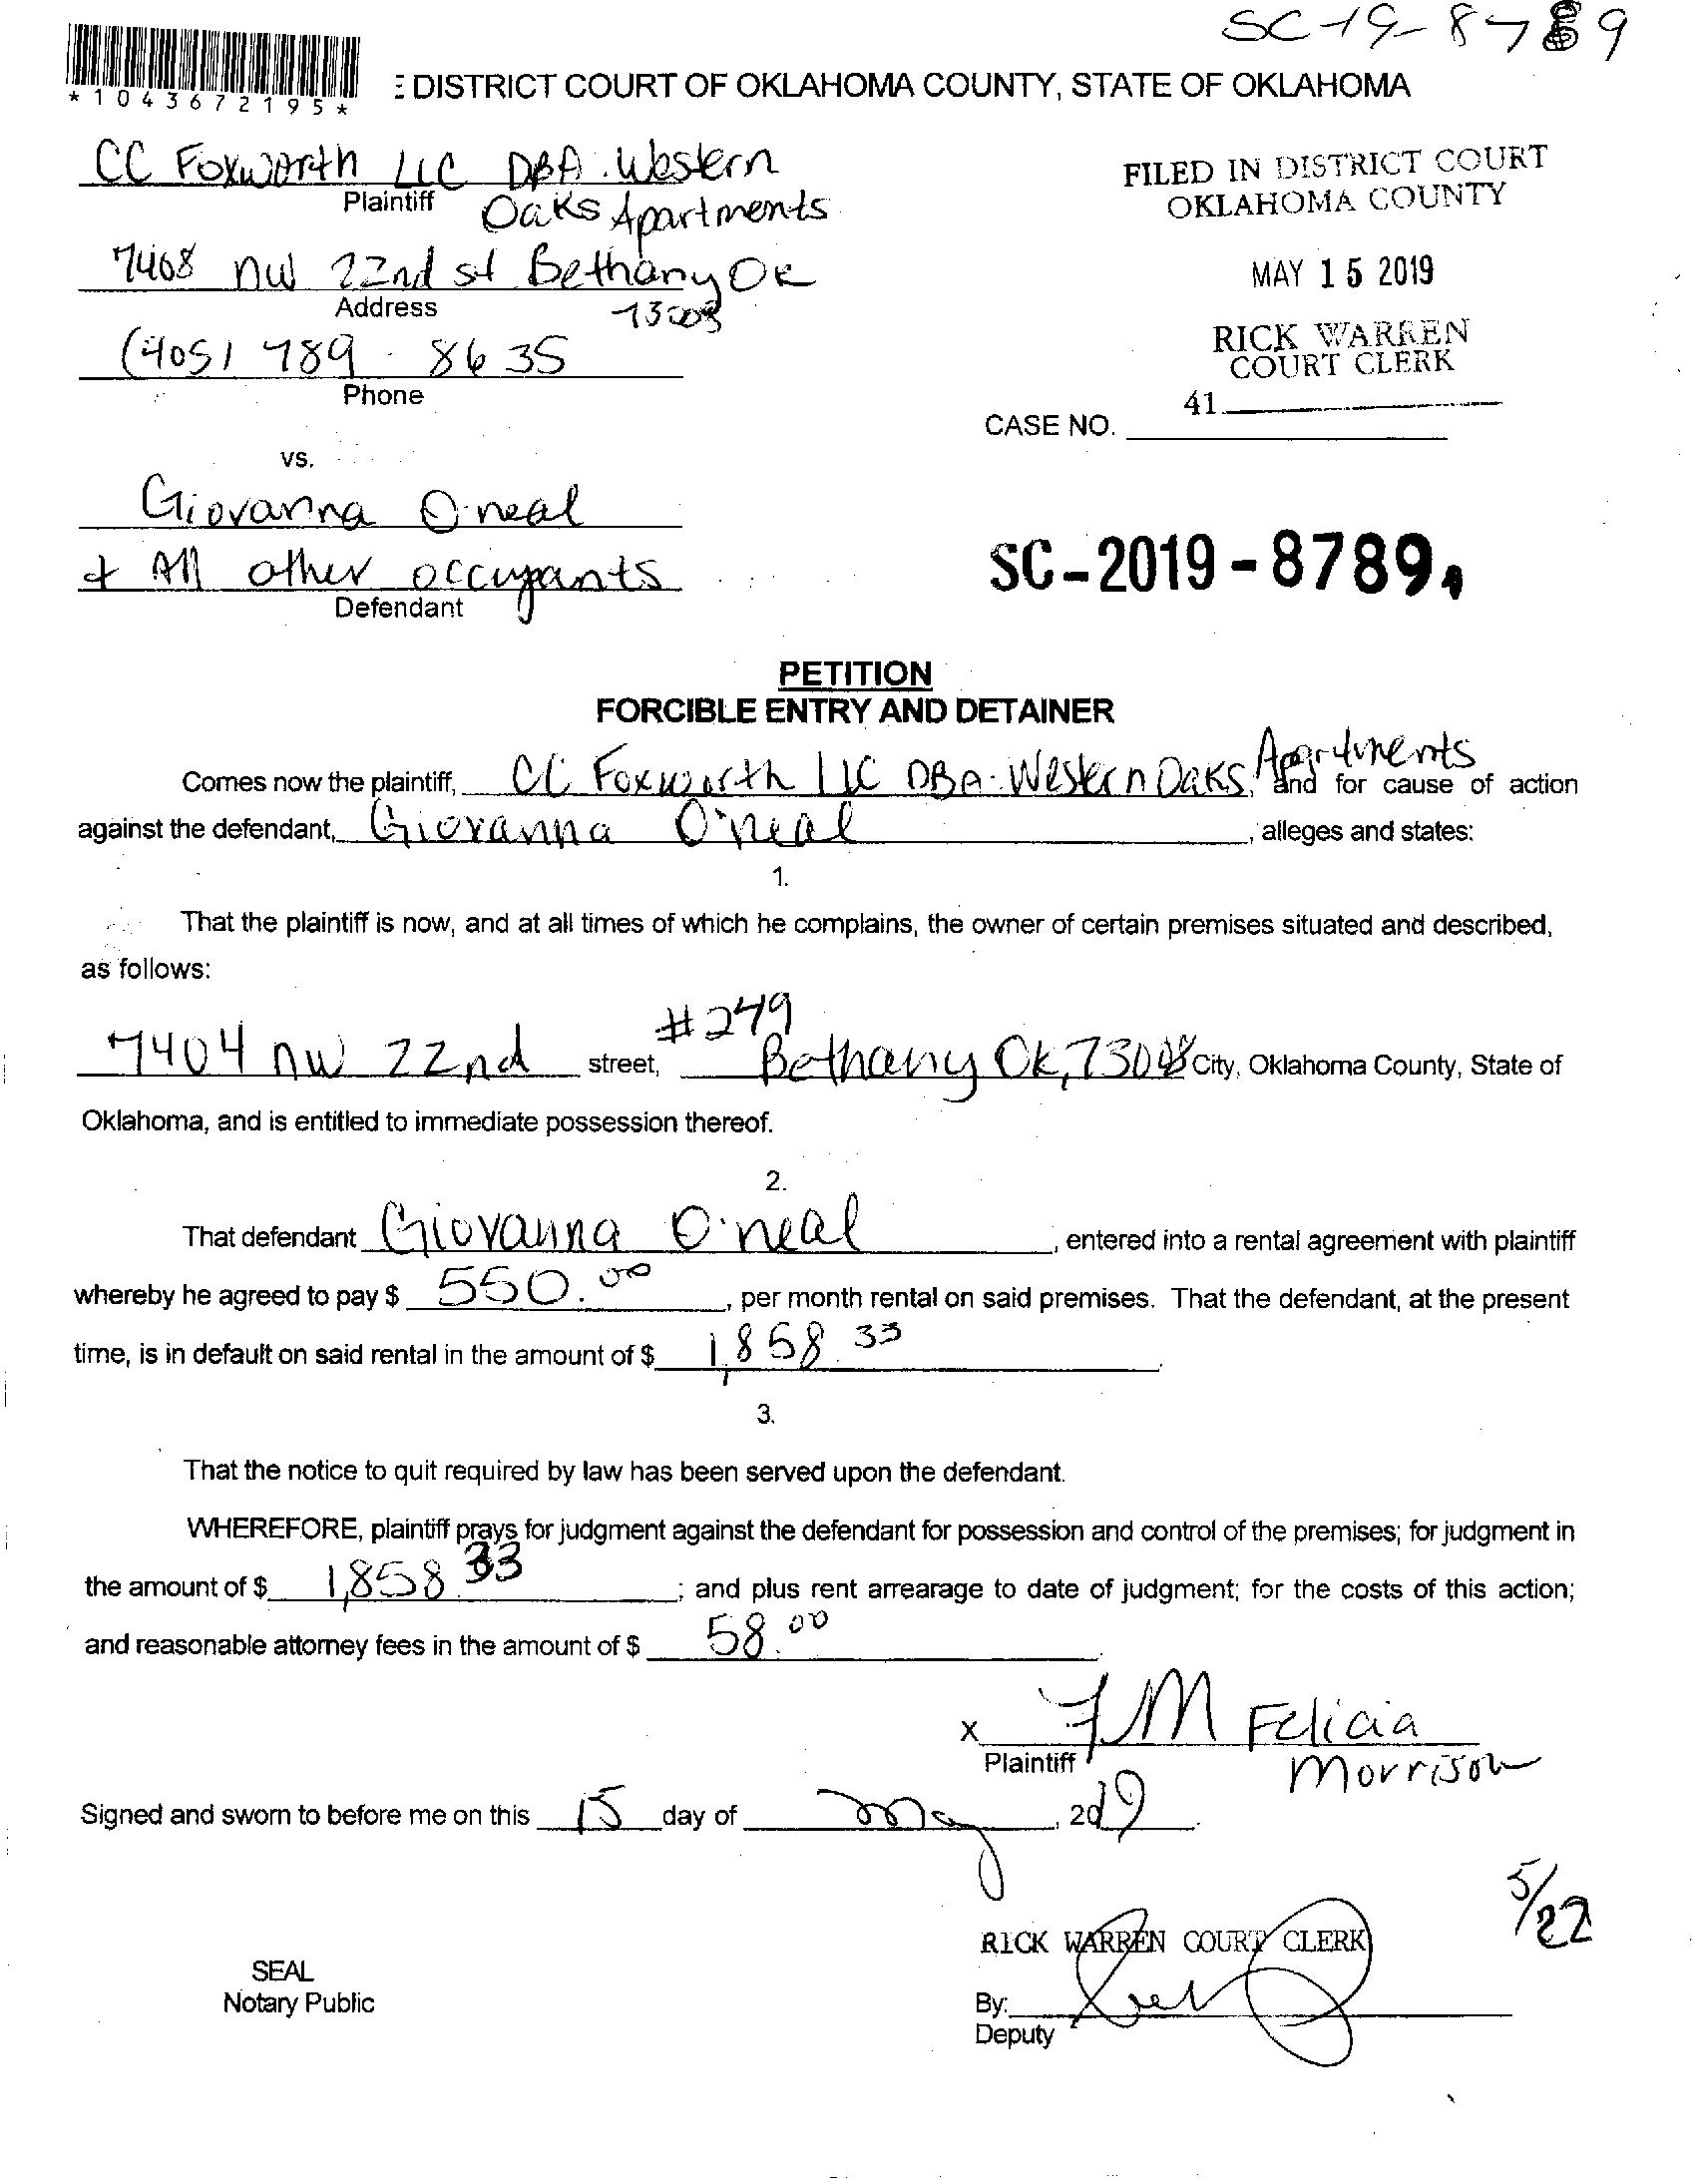 SC-19-8789
*1043672195*
E DISTRICT COURT OF OKLAHOMA COUNTY, STATE OF OKLAHOMA
CC Foxworth LLC DBA: Western
Plaintiff
Oaks Apartments
FILED IN DISTRICT COURT
OKLAHOMA COUNTY
7408 nw 22nd st Bethany OK
Address
73008
MAY 15 2019
(405) 789-8635
Phone
RICK WARREN
COURT CLERK
41
CASE NO.
vs.
Giovanna O'neal
+ All other occupants
Defendant
SC-2019-8789
PETITION
FORCIBLE ENTRY AND DETAINER
Comes now the plaintiff, CC Foxworth LLC DBA: Western Oaks Apartments, and for cause of action
against the defendant, Giovanna O'neal, alleges and states:
1.
That the plaintiff is now, and at all times of which he complains, the owner of certain premises situated and described,
as follows:
7404 nw 22nd street, #249 Bethany Ok, 73008 City, Oklahoma County, State of
Oklahoma, and is entitled to immediate possession thereof.
2.
That defendant Giovanna O'neal, entered into a rental agreement with plaintiff
whereby he agreed to pay $ 550.00, per month rental on said premises. That the defendant, at the present
time, is in default on said rental in the amount of $ 1,858.33.
3.
That the notice to quit required by law has been served upon the defendant.
WHEREFORE, plaintiff prays for judgment against the defendant for possession and control of the premises; for judgment in
the amount of $ 1,858.33; and plus rent arrearage to date of judgment; for the costs of this action;
and reasonable attorney fees in the amount of $ 58.00.
X FM Felicia
Plaintiff Morrison
Signed and sworn to before me on this 15 day of May, 2019.
5/22
RICK WARREN COURT CLERK
SEAL
Notary Public
By:
Deputy